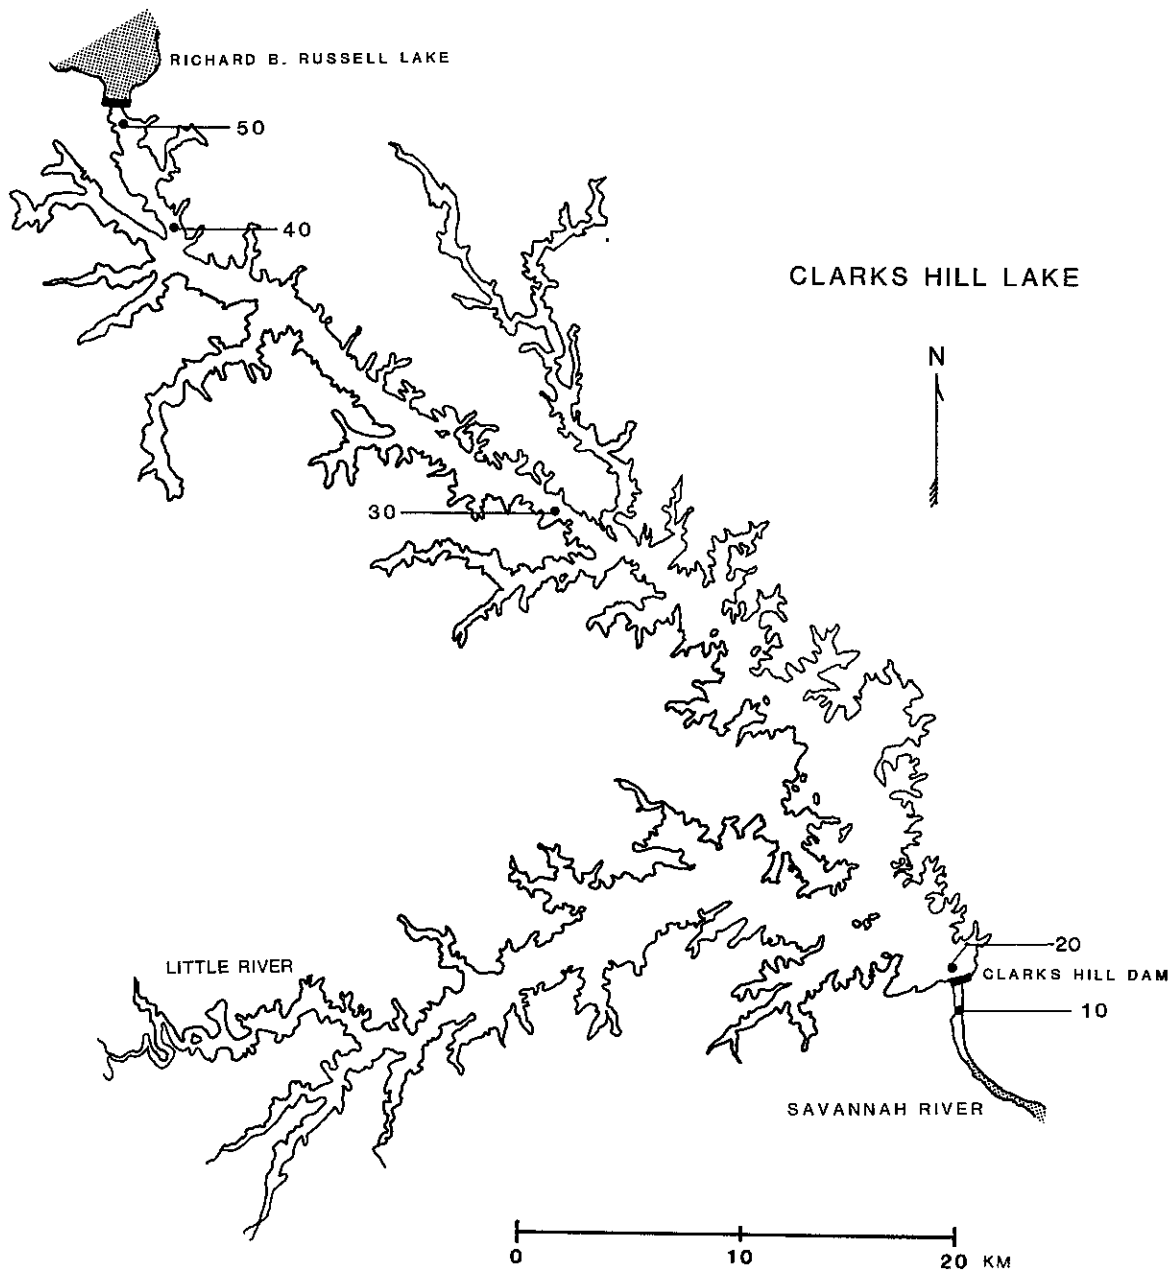 RICHARD B. RUSSELL LAKE
50
40
CLARKS HILL LAKE
N
30
20
LITTLE RIVER
CLARKS HILL DAM
10
SAVANNAH RIVER
0 10 20 KM